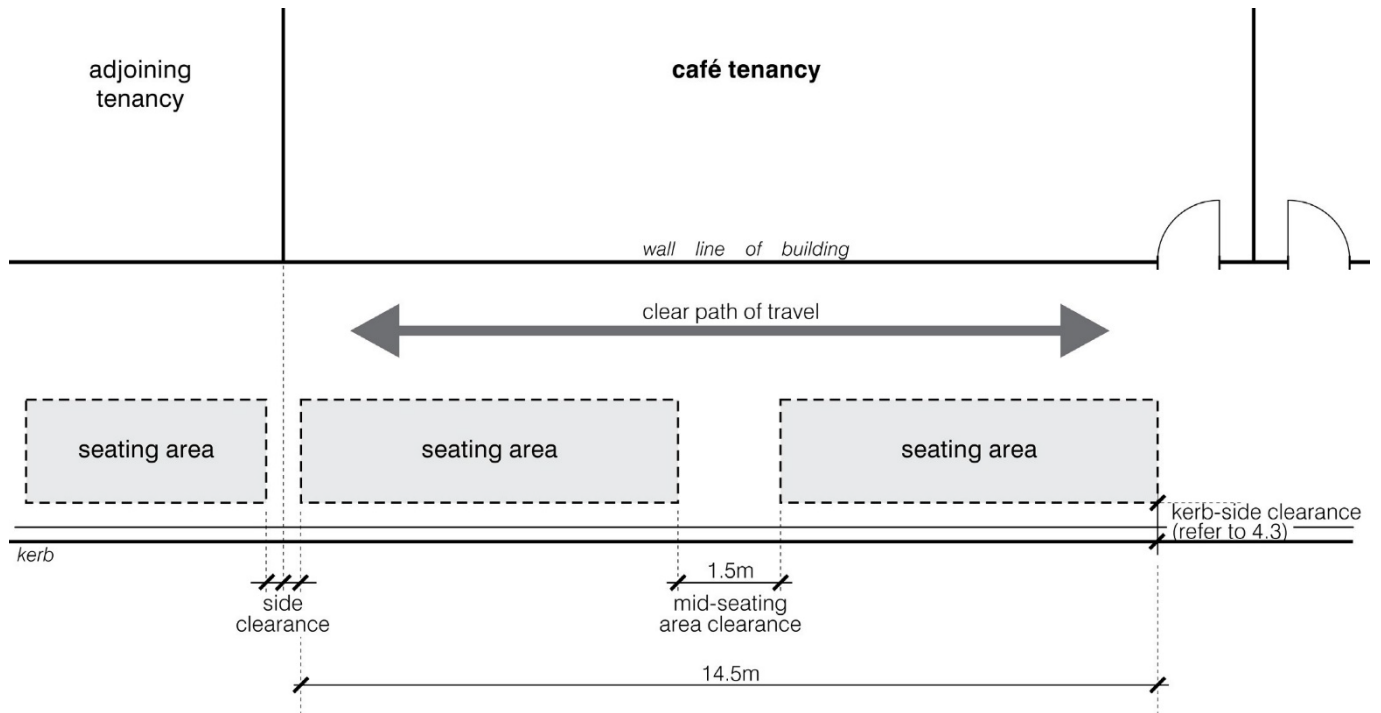 adjoining
tenancy
café tenancy
wall line of building
clear path of travel
seating area
seating area
seating area
kerb-side clearance
(refer to 4.3)
kerb
side
clearance
1.5m
mid-seating
area clearance
14.5m